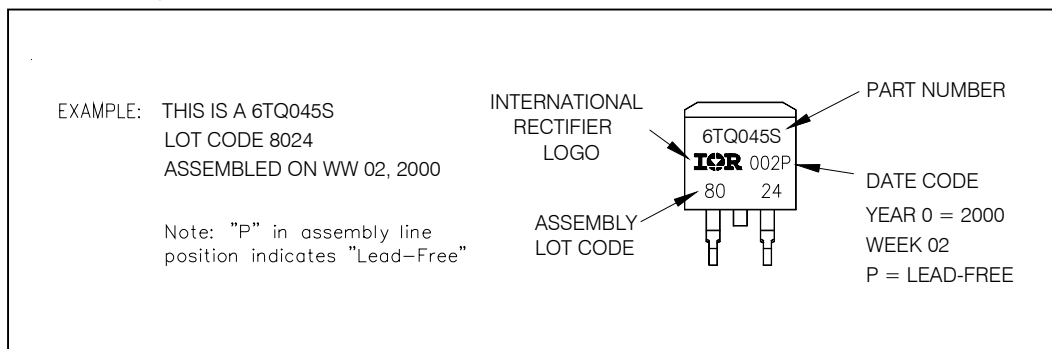 EXAMPLE: THIS IS A 6TQ045S
LOT CODE 8024
ASSEMBLED ON WW 02, 2000
Note: "P" in assembly line
position indicates "Lead-Free"
INTERNATIONAL
RECTIFIER
LOGO
ASSEMBLY
LOT CODE
6TQ045S
IOR 002P
80 24
PART NUMBER
DATE CODE
YEAR 0 = 2000
WEEK 02
P = LEAD-FREE